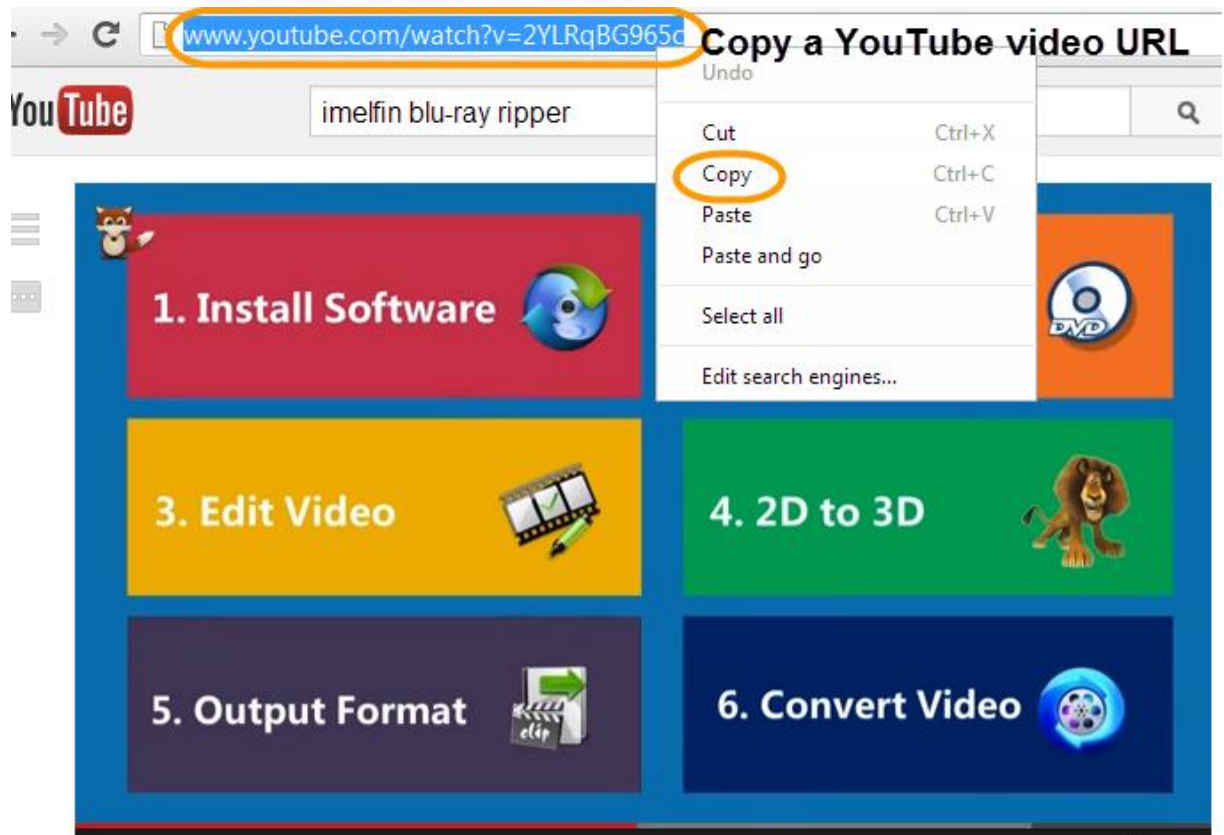 www.youtube.com/watch?v=2YLRqBG965c
Copy a YouTube video URL
YouTube
imelfin blu-ray ripper
Undo
Cut Ctrl+X
Copy Ctrl+C
Paste Ctrl+V
Paste and go
Select all
Edit search engines...
1. Install Software
DVD
3. Edit Video
4. 2D to 3D
5. Output Format
clip
6. Convert Video